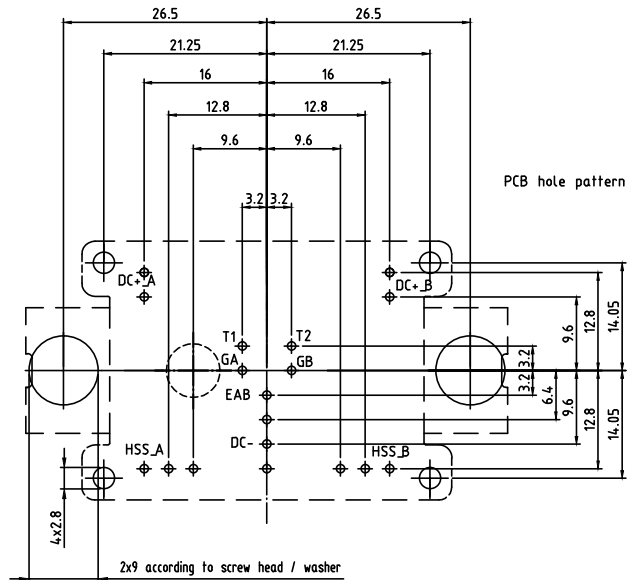 26.5 26.5
21.25 21.25
16 16
12.8 12.8
9.6 9.6
PCB hole pattern
3.2 3.2
DC+_A DC+_B
T1 T2
GA GB
EAB
DC-
HSS_A HSS_B
3.2
3.2
6.4
9.6
9.6
12.8
12.8
14.05
14.05
4x2.8
2x9 according to screw head / washer